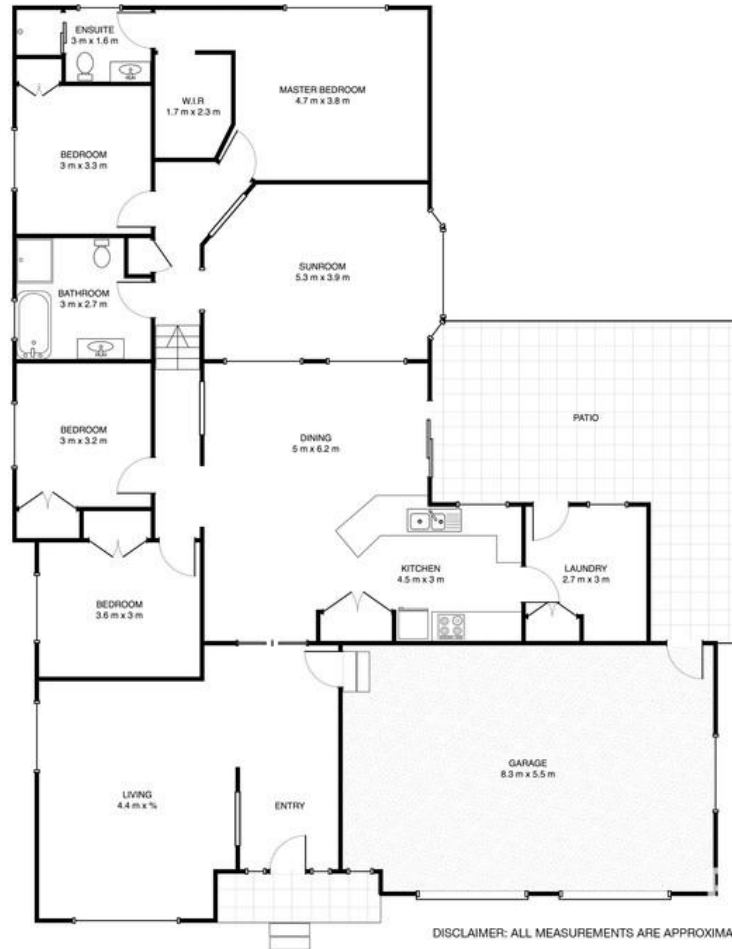 ENSUITE
3 m x 1.6 m
W.I.R
1.7 m x 2.3 m
MASTER BEDROOM
4.7 m x 3.8 m
BEDROOM
3 m x 3.3 m
SUNROOM
5.3 m x 3.9 m
BATHROOM
3 m x 2.7 m
BEDROOM
3 m x 3.2 m
DINING
5 m x 6.2 m
PATIO
KITCHEN
4.5 m x 3 m
LAUNDRY
2.7 m x 3 m
BEDROOM
3.6 m x 3 m
GARAGE
8.3 m x 5.5 m
LIVING
4.4 m x %
ENTRY
DISCLAIMER: ALL MEASUREMENTS ARE APPROXIMA